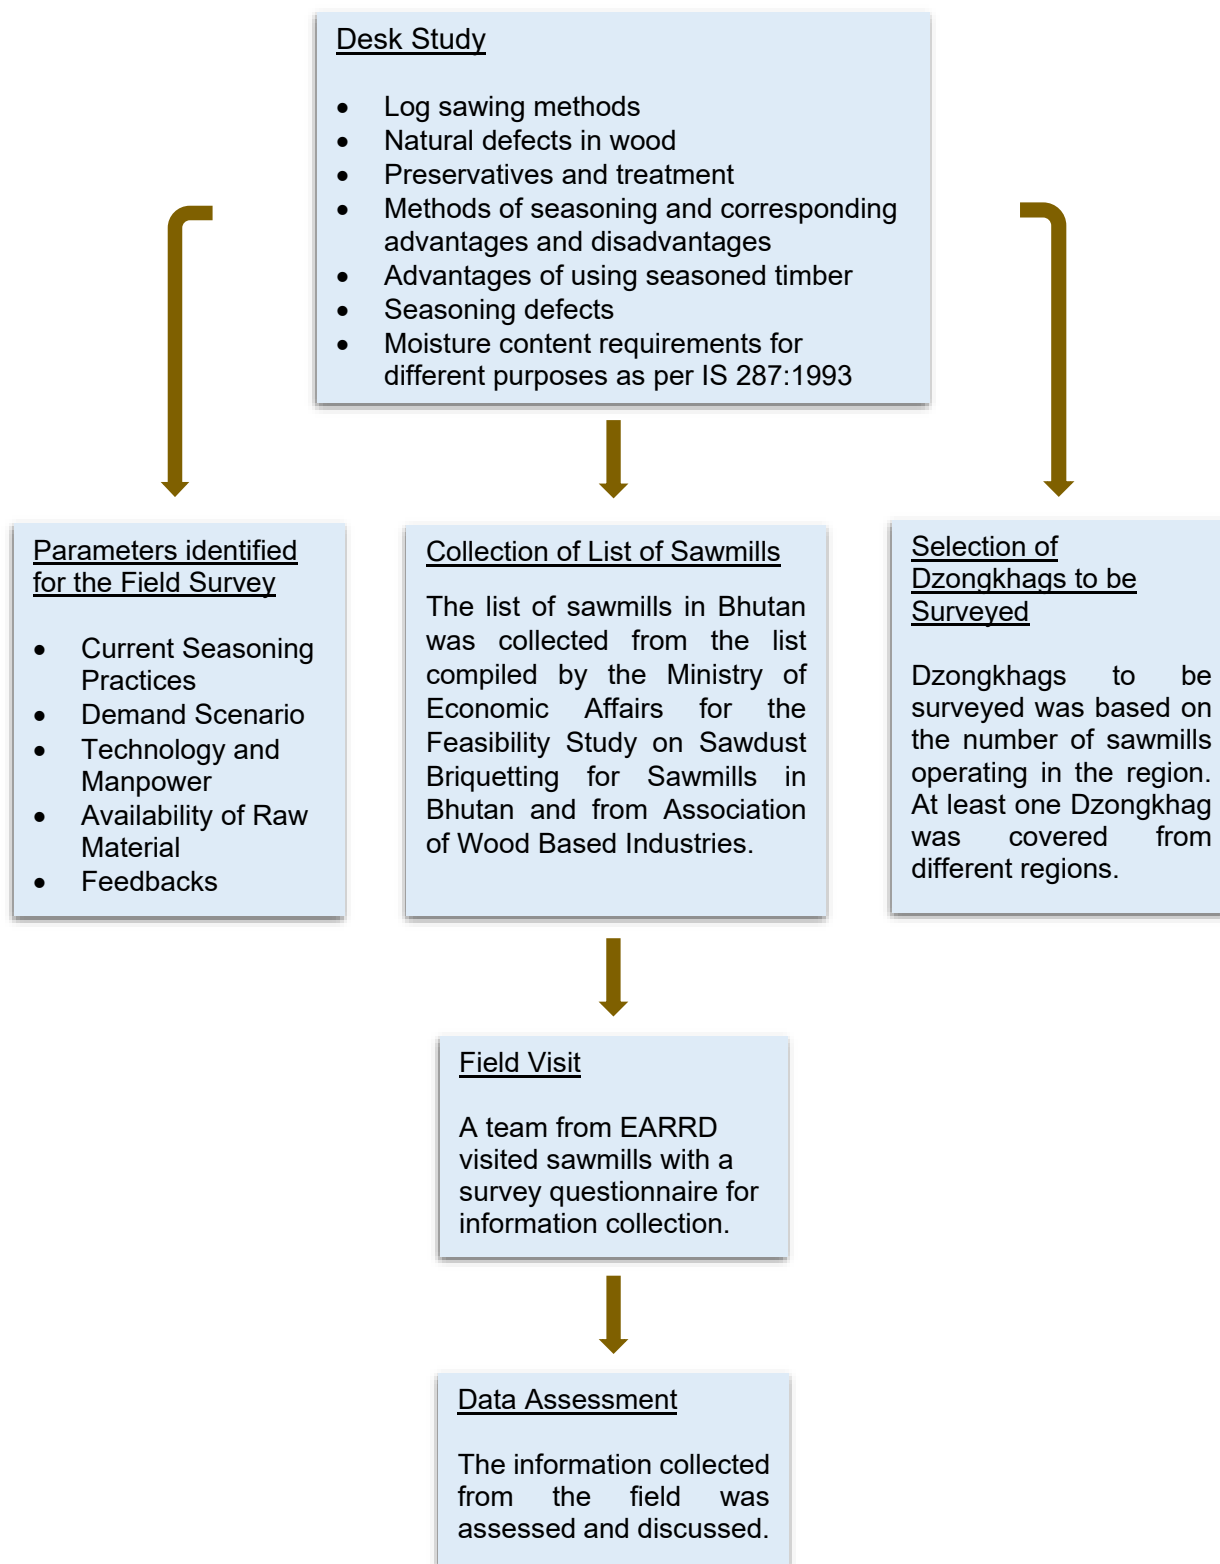 Desk Study
• Log sawing methods
• Natural defects in wood
• Preservatives and treatment
• Methods of seasoning and corresponding
advantages and disadvantages
• Advantages of using seasoned timber
• Seasoning defects
• Moisture content requirements for
different purposes as per IS 287:1993
Parameters identified
for the Field Survey
• Current Seasoning
Practices
• Demand Scenario
• Technology and
Manpower
• Availability of Raw
Material
• Feedbacks
Collection of List of Sawmills
The list of sawmills in Bhutan
was collected from the list
compiled by the Ministry of
Economic Affairs for the
Feasibility Study on Sawdust
Briquetting for Sawmills in
Bhutan and from Association
of Wood Based Industries.
Selection of
Dzongkhags to be
Surveyed
Dzongkhags to be
surveyed was based on
the number of sawmills
operating in the region.
At least one Dzongkhag
was covered from
different regions.
Field Visit
A team from EARRD
visited sawmills with a
survey questionnaire for
information collection.
Data Assessment
The information collected
from the field was
assessed and discussed.